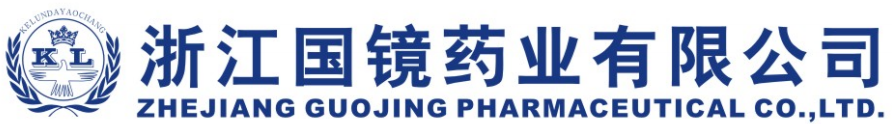 KELUNDAYAOCHANG
KL
浙江国镜药业有限公司
ZHEJIANG GUOJING PHARMACEUTICAL CO.,LTD.